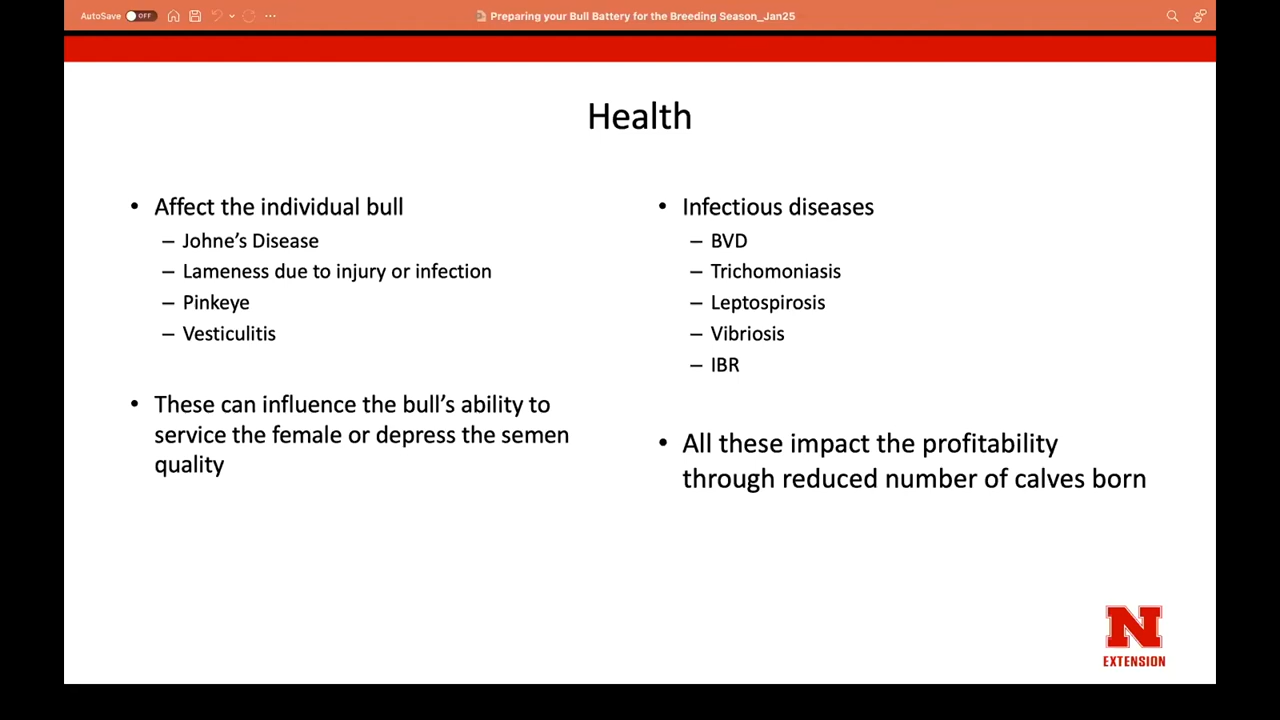 AutoSave OFF
Preparing your Bull Battery for the Breeding Season_Jan25
Health
• Affect the individual bull
– Johne's Disease
– Lameness due to injury or infection
– Pinkeye
– Vesticulitis
• These can influence the bull's ability to
service the female or depress the semen
quality
• Infectious diseases
– BVD
– Trichomoniasis
– Leptospirosis
– Vibriosis
– IBR
• All these impact the profitability
through reduced number of calves born
N
EXTENSION